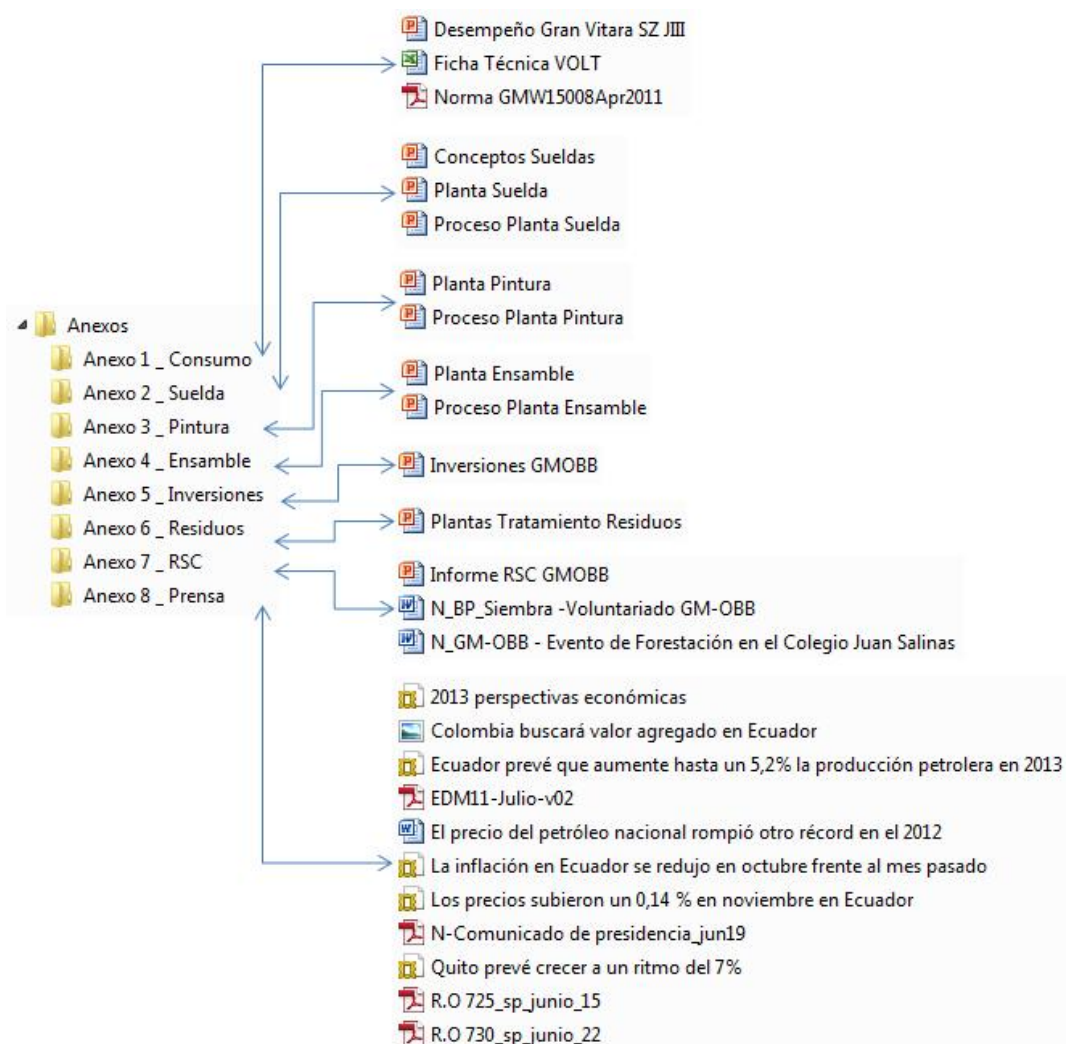 Desempeño Gran Vitara SZ JIII
Ficha Técnica VOLT
Norma GMW15008Apr2011
Conceptos Sueldas
Planta Suelda
Proceso Planta Suelda
Planta Pintura
Proceso Planta Pintura
Planta Ensamble
Proceso Planta Ensamble
Inversiones GMOBB
Plantas Tratamiento Residuos
Informe RSC GMOBB
N_BP_Siembra -Voluntariado GM-OBB
N_GM-OBB - Evento de Forestación en el Colegio Juan Salinas
2013 perspectivas económicas
Colombia buscará valor agregado en Ecuador
Ecuador prevé que aumente hasta un 5,2% la producción petrolera en 2013
EDM11-Julio-v02
El precio del petróleo nacional rompió otro récord en el 2012
La inflación en Ecuador se redujo en octubre frente al mes pasado
Los precios subieron un 0,14 % en noviembre en Ecuador
N-Comunicado de presidencia_jun19
Quito prevé crecer a un ritmo del 7%
R.O 725_sp_junio_15
R.O 730_sp_junio_22
Anexos
Anexo 1 _ Consumo
Anexo 2 _ Suelda
Anexo 3 _ Pintura
Anexo 4 _ Ensamble
Anexo 5 _ Inversiones
Anexo 6 _ Residuos
Anexo 7 _ RSC
Anexo 8 _ Prensa